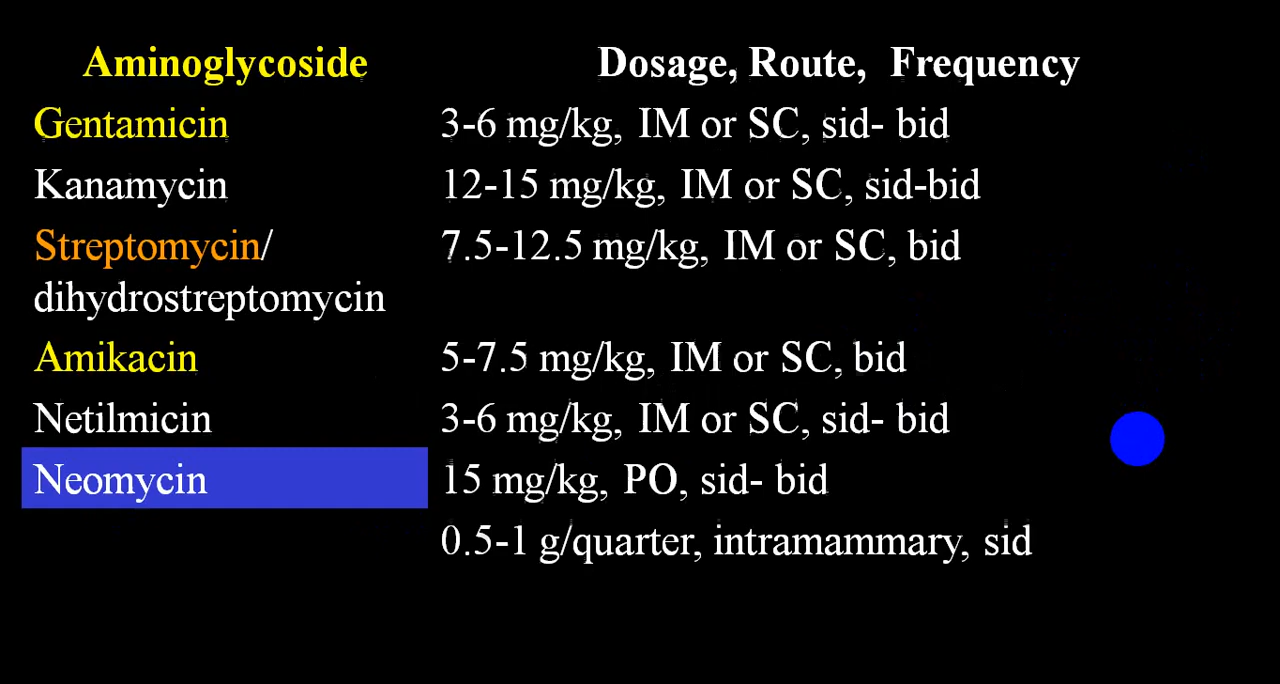 Aminoglycoside Dosage, Route, Frequency
Gentamicin 3-6 mg/kg, IM or SC, sid- bid
Kanamycin 12-15 mg/kg, IM or SC, sid-bid
Streptomycin/ 7.5-12.5 mg/kg, IM or SC, bid
dihydrostreptomycin
Amikacin 5-7.5 mg/kg, IM or SC, bid
Netilmicin 3-6 mg/kg, IM or SC, sid- bid
Neomycin 15 mg/kg, PO, sid- bid
0.5-1 g/quarter, intramammary, sid